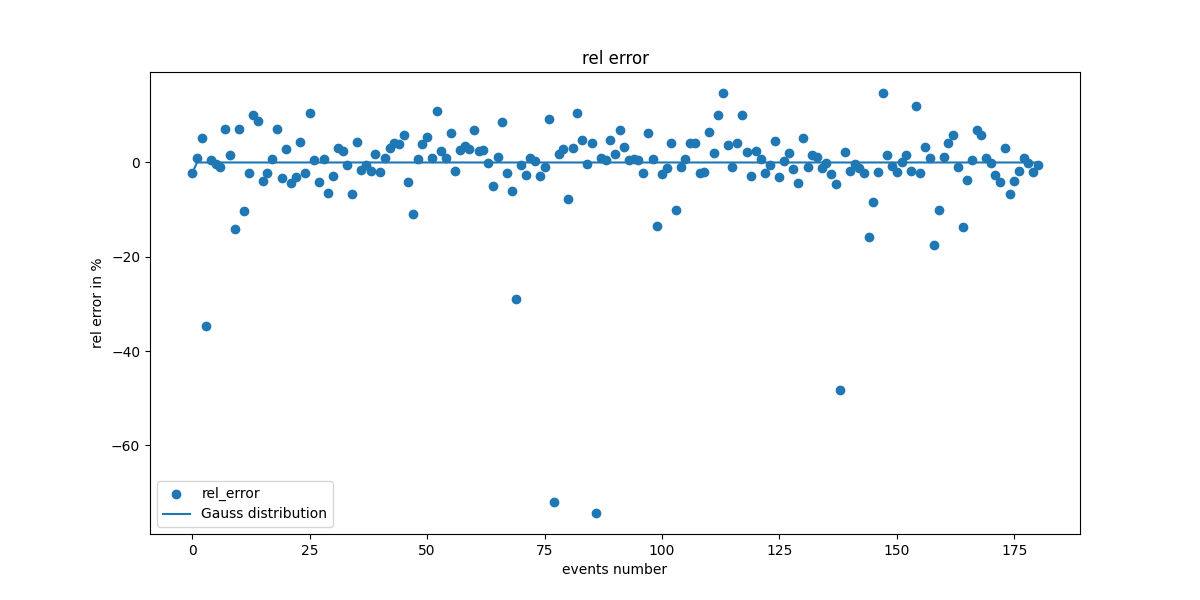 rel error
rel error in %
0
−20
−40
−60
rel_error
Gauss distribution
0 25 50 75 100 125 150 175
events number